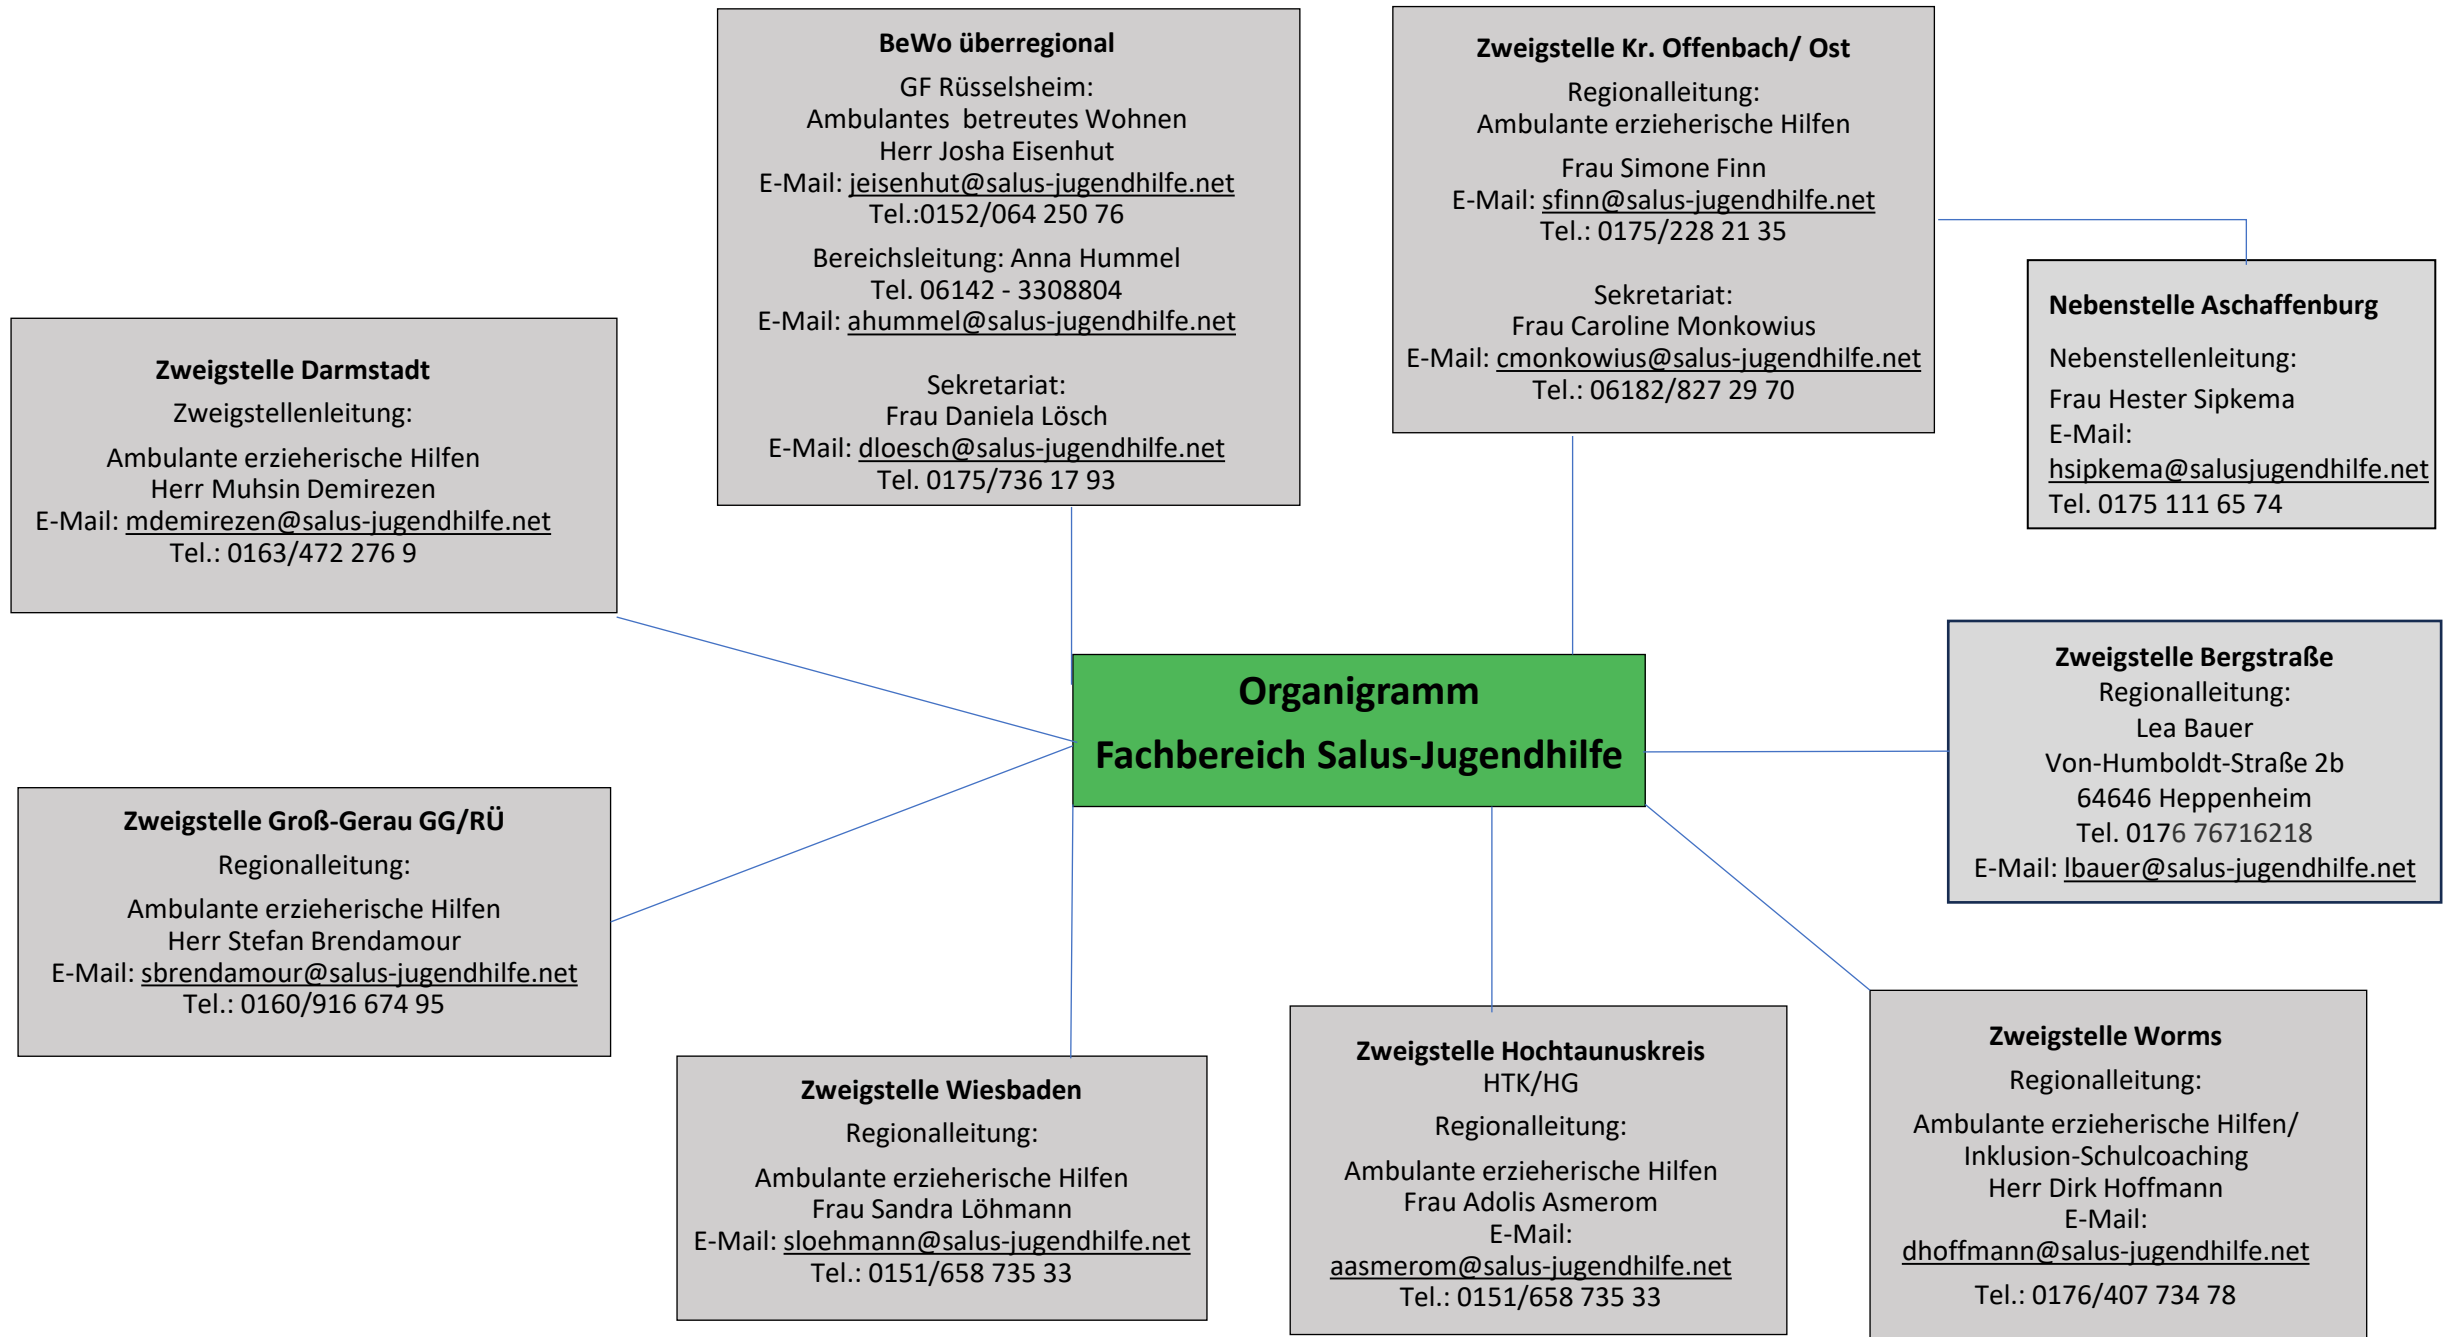 BeWo überregional
GF Rüsselsheim:
Ambulantes  betreutes Wohnen
Herr Josha Eisenhut
E-Mail: jeisenhut@salus-jugendhilfe.net
Tel.:0152/064 250 76
Bereichsleitung: Anna Hummel
Tel. 06142 - 3308804
E-Mail: ahummel@salus-jugendhilfe.net
Sekretariat:
Frau Daniela Lösch
E-Mail: dloesch@salus-jugendhilfe.net
Tel. 0175/736 17 93
Zweigstelle Kr. Offenbach/ Ost
Regionalleitung:
Ambulante erzieherische Hilfen
Frau Simone Finn
E-Mail: sfinn@salus-jugendhilfe.net
Tel.: 0175/228 21 35
Sekretariat:
Frau Caroline Monkowius
E-Mail: cmonkowius@salus-jugendhilfe.net
Tel.: 06182/827 29 70
Nebenstelle Aschaffenburg
Nebenstellenleitung:
Frau Hester Sipkema
E-Mail:
hsipkema@salusjugendhilfe.net
Tel. 0175 111 65 74
Zweigstelle Darmstadt
Zweigstellenleitung:
Ambulante erzieherische Hilfen
Herr Muhsin Demirezen
E-Mail: mdemirezen@salus-jugendhilfe.net
Tel.: 0163/472 276 9
Organigramm
Fachbereich Salus-Jugendhilfe
Zweigstelle Bergstraße
Regionalleitung:
Lea Bauer
Von-Humboldt-Straße 2b
64646 Heppenheim
Tel. 0176 76716218
E-Mail: lbauer@salus-jugendhilfe.net
Zweigstelle Groß-Gerau GG/RÜ
Regionalleitung:
Ambulante erzieherische Hilfen
Herr Stefan Brendamour
E-Mail: sbrendamour@salus-jugendhilfe.net
Tel.: 0160/916 674 95
Zweigstelle Wiesbaden
Regionalleitung:
Ambulante erzieherische Hilfen
Frau Sandra Löhmann
E-Mail: sloehmann@salus-jugendhilfe.net
Tel.: 0151/658 735 33
Zweigstelle Hochtaunuskreis
HTK/HG
Regionalleitung:
Ambulante erzieherische Hilfen
Frau Adolis Asmerom
E-Mail:
aasmerom@salus-jugendhilfe.net
Tel.: 0151/658 735 33
Zweigstelle Worms
Regionalleitung:
Ambulante erzieherische Hilfen/
Inklusion-Schulcoaching
Herr Dirk Hoffmann
E-Mail:
dhoffmann@salus-jugendhilfe.net
Tel.: 0176/407 734 78